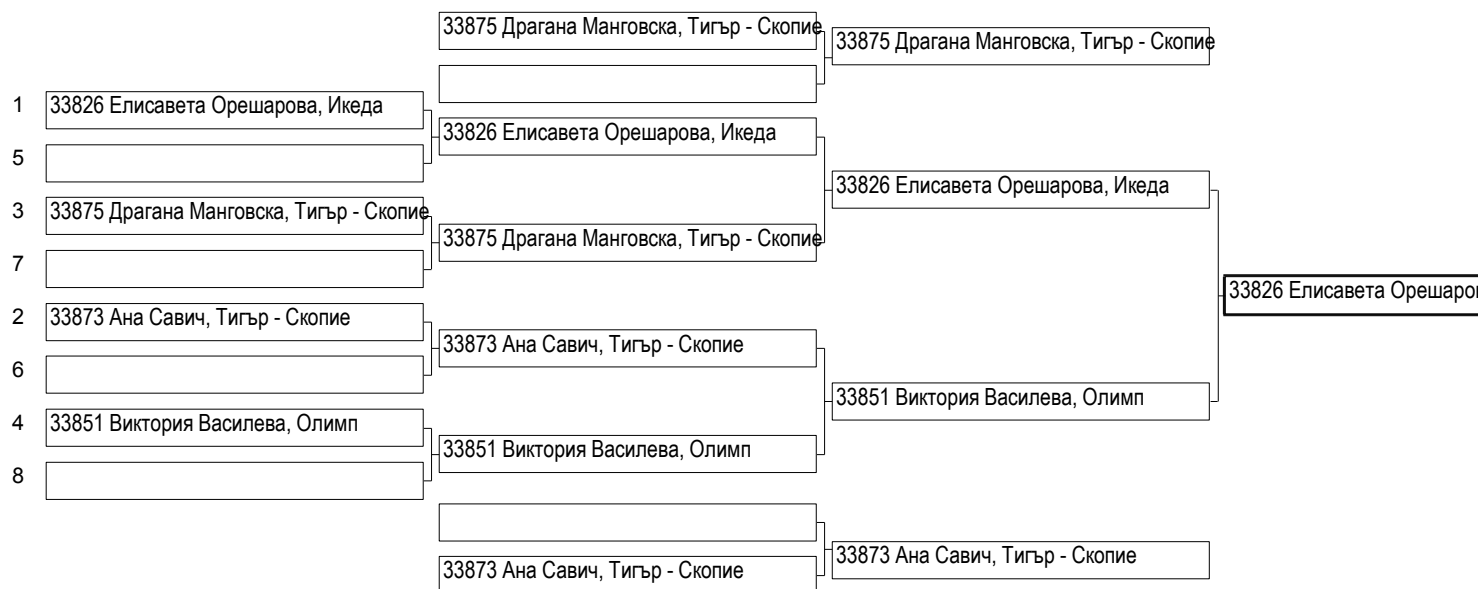 33875 Драгана Манговска, Тигър - Скопие
33875 Драгана Манговска, Тигър - Скопие
1 33826 Елисавета Орешарова, Икеда
33826 Елисавета Орешарова, Икеда
5
33826 Елисавета Орешарова, Икеда
3 33875 Драгана Манговска, Тигър - Скопие
33875 Драгана Манговска, Тигър - Скопие
7
33826 Елисавета Орешаров
2 33873 Ана Савич, Тигър - Скопие
33873 Ана Савич, Тигър - Скопие
6
33851 Виктория Василева, Олимп
4 33851 Виктория Василева, Олимп
33851 Виктория Василева, Олимп
8
33873 Ана Савич, Тигър - Скопие
33873 Ана Савич, Тигър - Скопие